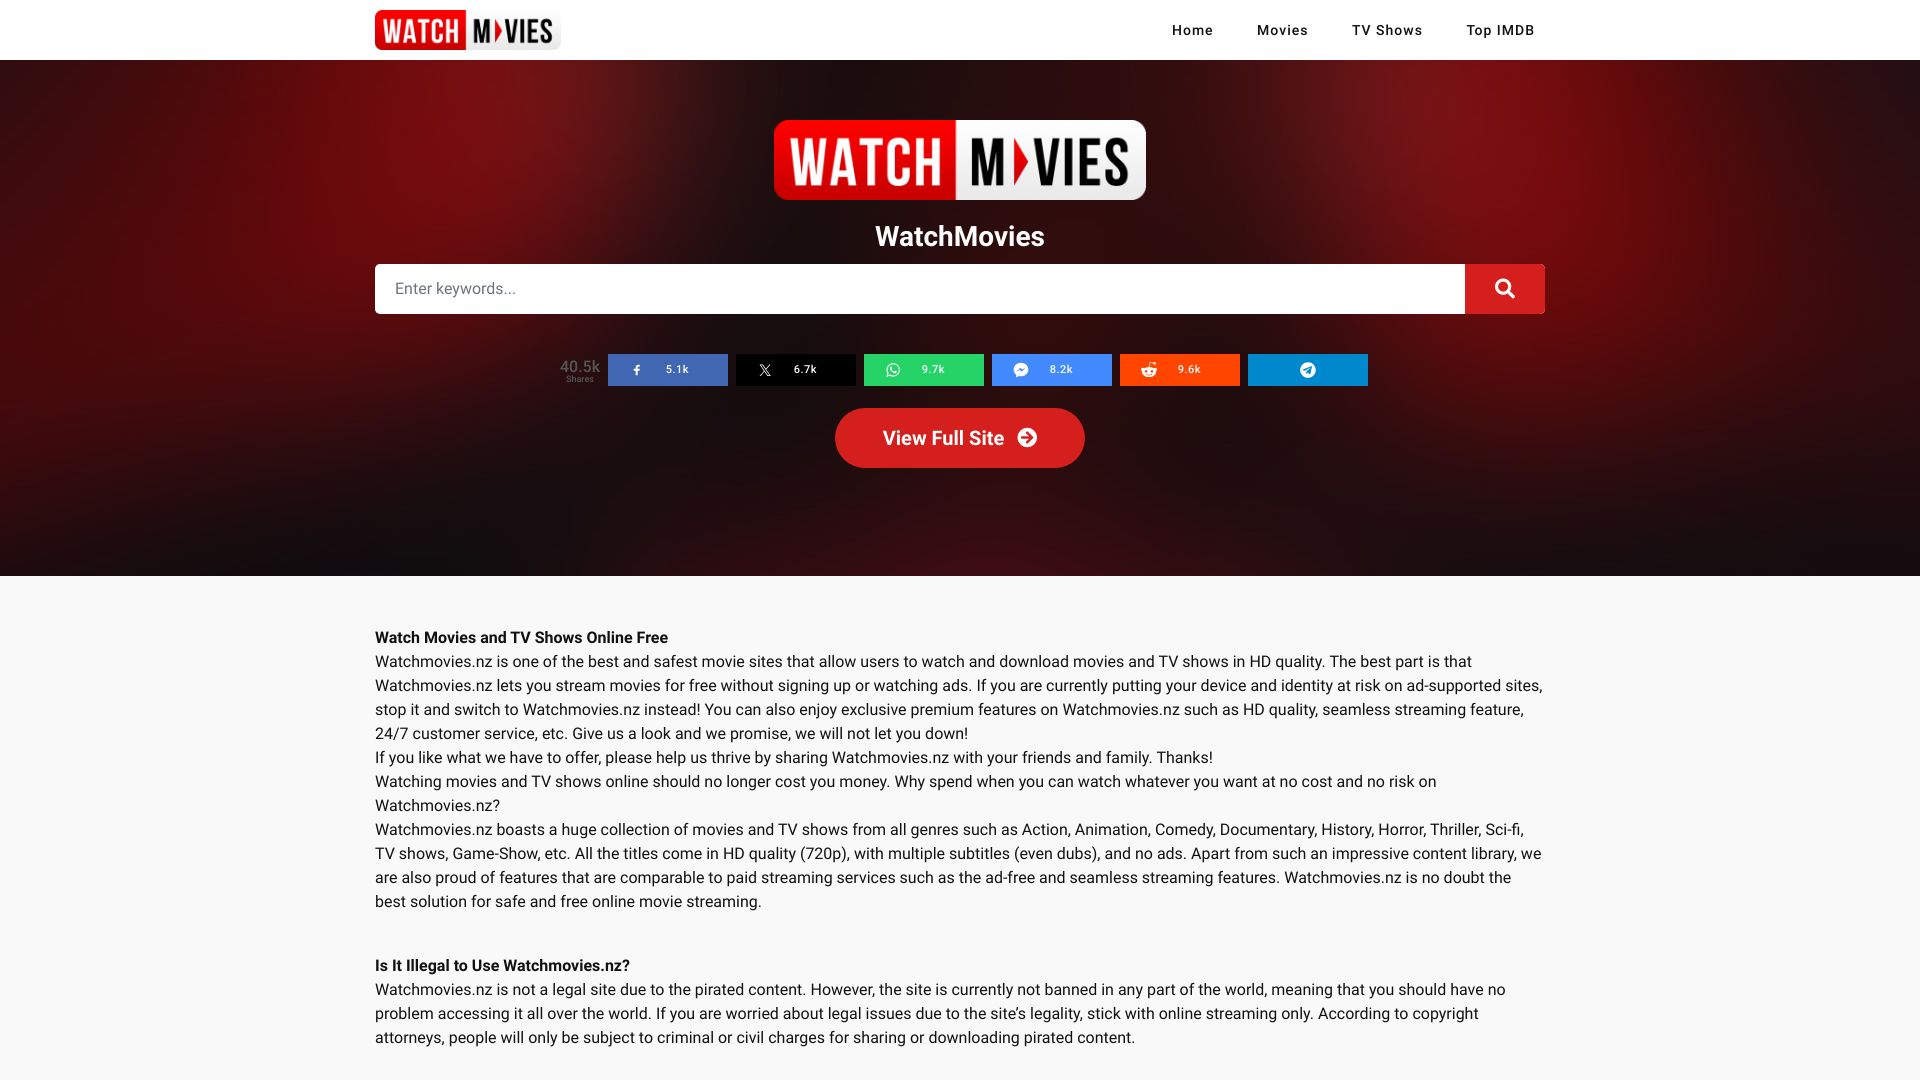 WATCH MOVIES
Home
Movies
TV Shows
Top IMDB
WATCH MOVIES
WatchMovies
Enter keywords...
40.5k
Shares
5.1k
6.7k
9.7k
8.2k
9.6k
View Full Site
Watch Movies and TV Shows Online Free
Watchmovies.nz is one of the best and safest movie sites that allow users to watch and download movies and TV shows in HD quality. The best part is that
Watchmovies.nz lets you stream movies for free without signing up or watching ads. If you are currently putting your device and identity at risk on ad-supported sites,
stop it and switch to Watchmovies.nz instead! You can also enjoy exclusive premium features on Watchmovies.nz such as HD quality, seamless streaming feature,
24/7 customer service, etc. Give us a look and we promise, we will not let you down!
If you like what we have to offer, please help us thrive by sharing Watchmovies.nz with your friends and family. Thanks!
Watching movies and TV shows online should no longer cost you money. Why spend when you can watch whatever you want at no cost and no risk on
Watchmovies.nz?
Watchmovies.nz boasts a huge collection of movies and TV shows from all genres such as Action, Animation, Comedy, Documentary, History, Horror, Thriller, Sci-fi,
TV shows, Game-Show, etc. All the titles come in HD quality (720p), with multiple subtitles (even dubs), and no ads. Apart from such an impressive content library, we
are also proud of features that are comparable to paid streaming services such as the ad-free and seamless streaming features. Watchmovies.nz is no doubt the
best solution for safe and free online movie streaming.
Is It Illegal to Use Watchmovies.nz?
Watchmovies.nz is not a legal site due to the pirated content. However, the site is currently not banned in any part of the world, meaning that you should have no
problem accessing it all over the world. If you are worried about legal issues due to the site’s legality, stick with online streaming only. According to copyright
attorneys, people will only be subject to criminal or civil charges for sharing or downloading pirated content.